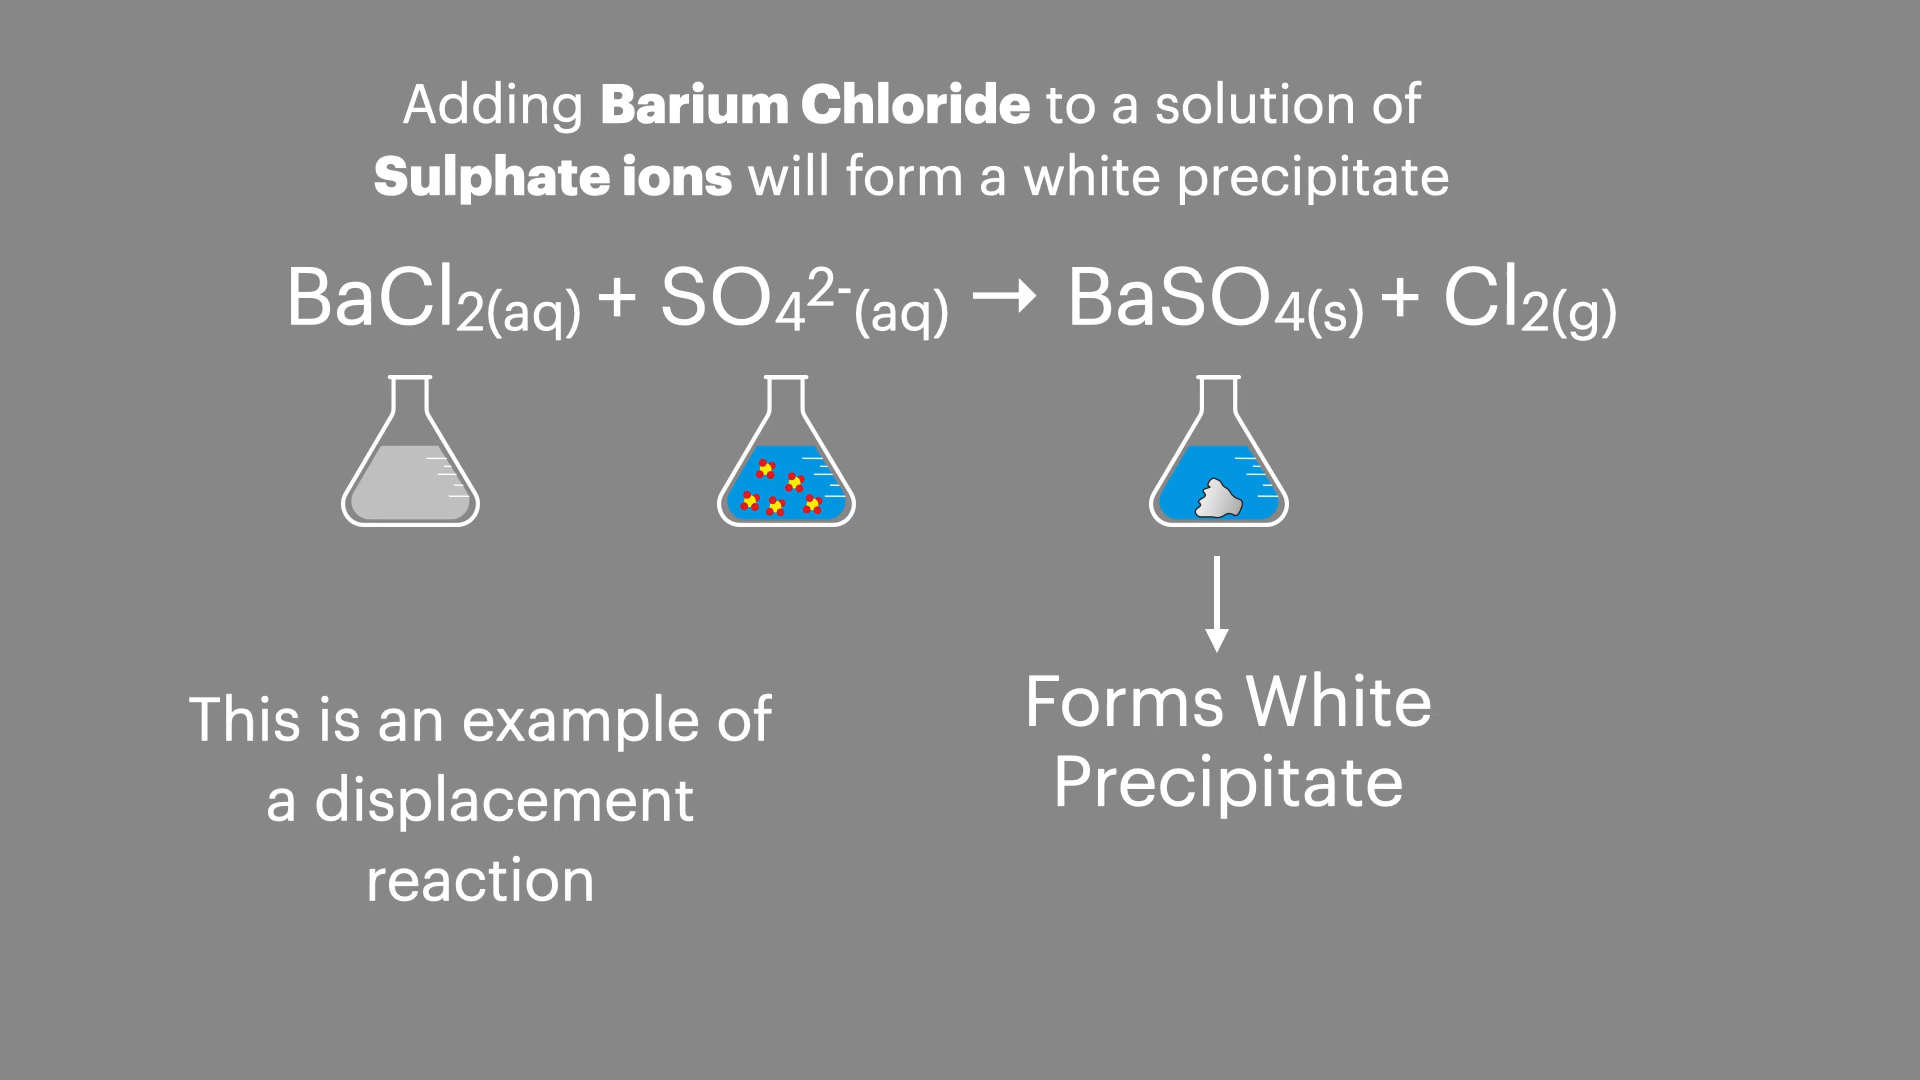 Adding Barium Chloride to a solution of
Sulphate ions will form a white precipitate
BaCl₂(aq) + SO₄²⁻(aq) → BaSO₄(s) + Cl₂(g)
This is an example of
a displacement
reaction
Forms White
Precipitate